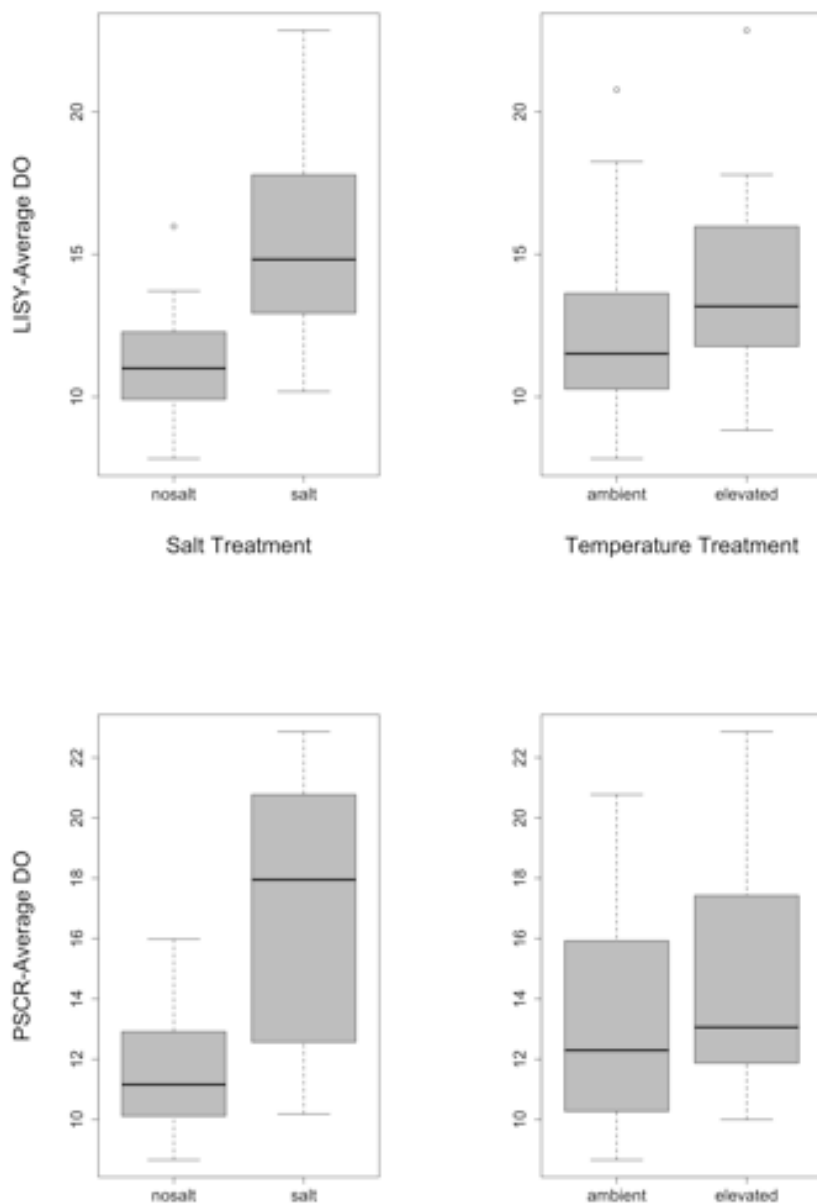 LISY-Average DO
20
15
10
nosalt salt
Salt Treatment
20
15
10
ambient elevated
Temperature Treatment
PSCR-Average DO
22
20
18
16
14
12
10
nosalt salt
22
20
18
16
14
12
10
ambient elevated